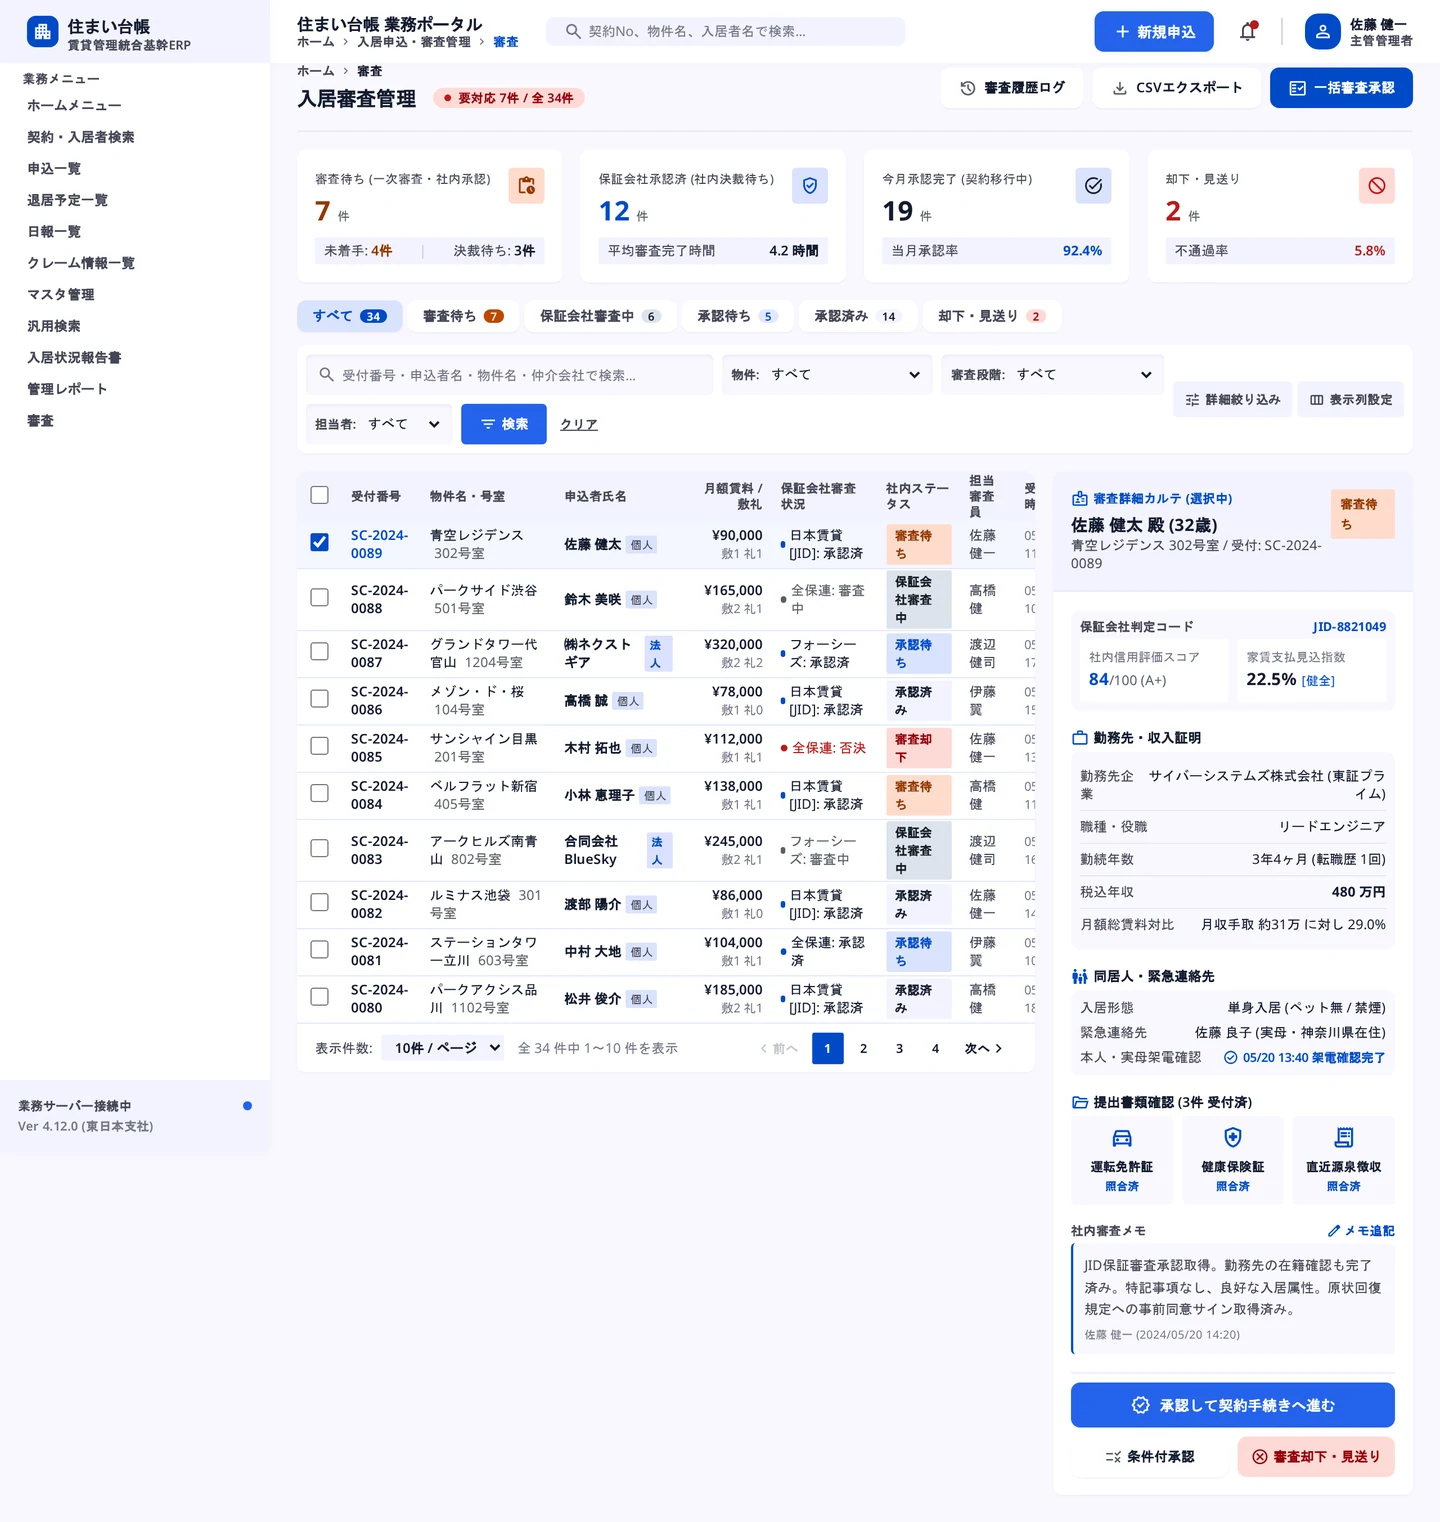 住まい台帳
賃貸管理統合基幹ERP
業務メニュー
ホームメニュー
契約・入居者検索
申込一覧
退居予定一覧
日報一覧
クレーム情報一覧
マスタ管理
汎用検索
入居状況報告書
管理レポート
審査
業務サーバー接続中
Ver 4.12.0 (東日本支社)
住まい台帳 業務ポータル
ホーム › 入居申込・審査管理 › 審査
契約No、物件名、入居者名で検索...
新規申込
佐藤 健一
主管管理者
ホーム › 審査
入居審査管理
要対応 7件 / 全 34件
審査履歴ログ
CSVエクスポート
一括審査承認
審査待ち (一次審査・社内承認)
7 件
未着手: 4件 | 決裁待ち: 3件
保証会社承認済 (社内決裁待ち)
12 件
平均審査完了時間 4.2 時間
今月承認完了 (契約移行中)
19 件
当月承認率 92.4%
却下・見送り
2 件
不通過率 5.8%
すべて 34
審査待ち 7
保証会社審査中 6
承認待ち 5
承認済み 14
却下・見送り 2
受付番号・申込者名・物件名・仲介会社で検索...
物件: すべて
審査段階: すべて
担当者: すべて
検索
クリア
詳細絞り込み
表示列設定
受付番号
物件名・号室
申込者氏名
月額賃料 /
敷礼
保証会社審査
状況
社内ステー
タス
担当
審査
員
受
時
SC-2024-
0089
青空レジデンス
302号室
佐藤 健太 個人
¥90,000
敷1 礼1
日本賃貸
[JID]: 承認済
審査待
ち
佐藤
健一
05
11
SC-2024-
0088
パークサイド渋谷
501号室
鈴木 美咲 個人
¥165,000
敷2 礼1
全保連: 審査
中
保証会
社審査
中
高橋
健
05
10
SC-2024-
0087
グランドタワー代
官山 1204号室
㈱ネクスト
ギア
法
人
¥320,000
敷2 礼2
フォーシー
ズ: 承認済
承認待
ち
渡辺
健司
05
17
SC-2024-
0086
メゾン・ド・桜
104号室
高橋 誠 個人
¥78,000
敷1 礼0
日本賃貸
[JID]: 承認済
承認済
み
伊藤
翼
05
15
SC-2024-
0085
サンシャイン目黒
201号室
木村 拓也 個人
¥112,000
敷1 礼1
全保連: 否決
審査却
下
佐藤
健一
05
13
SC-2024-
0084
ベルフラット新宿
405号室
小林 恵理子 個人
¥138,000
敷1 礼1
日本賃貸
[JID]: 承認済
審査待
ち
高橋
健
05
11
SC-2024-
0083
アークヒルズ南青
山 802号室
合同会社
BlueSky
法
人
¥245,000
敷2 礼1
フォーシー
ズ: 審査中
保証会
社審査
中
渡辺
健司
05
16
SC-2024-
0082
ルミナス池袋 301
号室
渡部 陽介 個人
¥86,000
敷1 礼0
日本賃貸
[JID]: 承認済
承認済
み
佐藤
健一
05
14
SC-2024-
0081
ステーションタワ
ー立川 603号室
中村 大地 個人
¥104,000
敷1 礼1
全保連: 承認
済
承認待
ち
伊藤
翼
05
10
SC-2024-
0080
パークアクシス品
川 1102号室
松井 俊介 個人
¥185,000
敷2 礼1
日本賃貸
[JID]: 承認済
承認済
み
高橋
健
05
18
表示件数: 10件 / ページ
全 34 件中 1〜10 件を表示
前へ 1 2 3 4 次へ
審査詳細カルテ (選択中)
佐藤 健太 殿 (32歳)
青空レジデンス 302号室 / 受付: SC-2024-
0089
審査待
ち
保証会社判定コード JID-8821049
社内信用評価スコア
84/100 (A+)
家賃支払見込指数
22.5% [健全]
勤務先・収入証明
勤務先企
業
サイバーシステムズ株式会社 (東証プラ
イム)
職種・役職 リードエンジニア
勤続年数 3年4ヶ月 (転職歴 1回)
税込年収 480 万円
月額総賃料対比 月収手取 約31万 に対し 29.0%
同居人・緊急連絡先
入居形態 単身入居 (ペット無 / 禁煙)
緊急連絡先 佐藤 良子 (実母・神奈川県在住)
本人・実母架電確認 05/20 13:40 架電確認完了
提出書類確認 (3件 受付済)
運転免許証
照合済
健康保険証
照合済
直近源泉徴収
照合済
社内審査メモ
メモ追記
JID保証審査承認取得。勤務先の在籍確認も完了
済み。特記事項なし、良好な入居属性。原状回復
規定への事前同意サイン取得済み。
佐藤 健一 (2024/05/20 14:20)
承認して契約手続きへ進む
条件付承認
審査却下・見送り